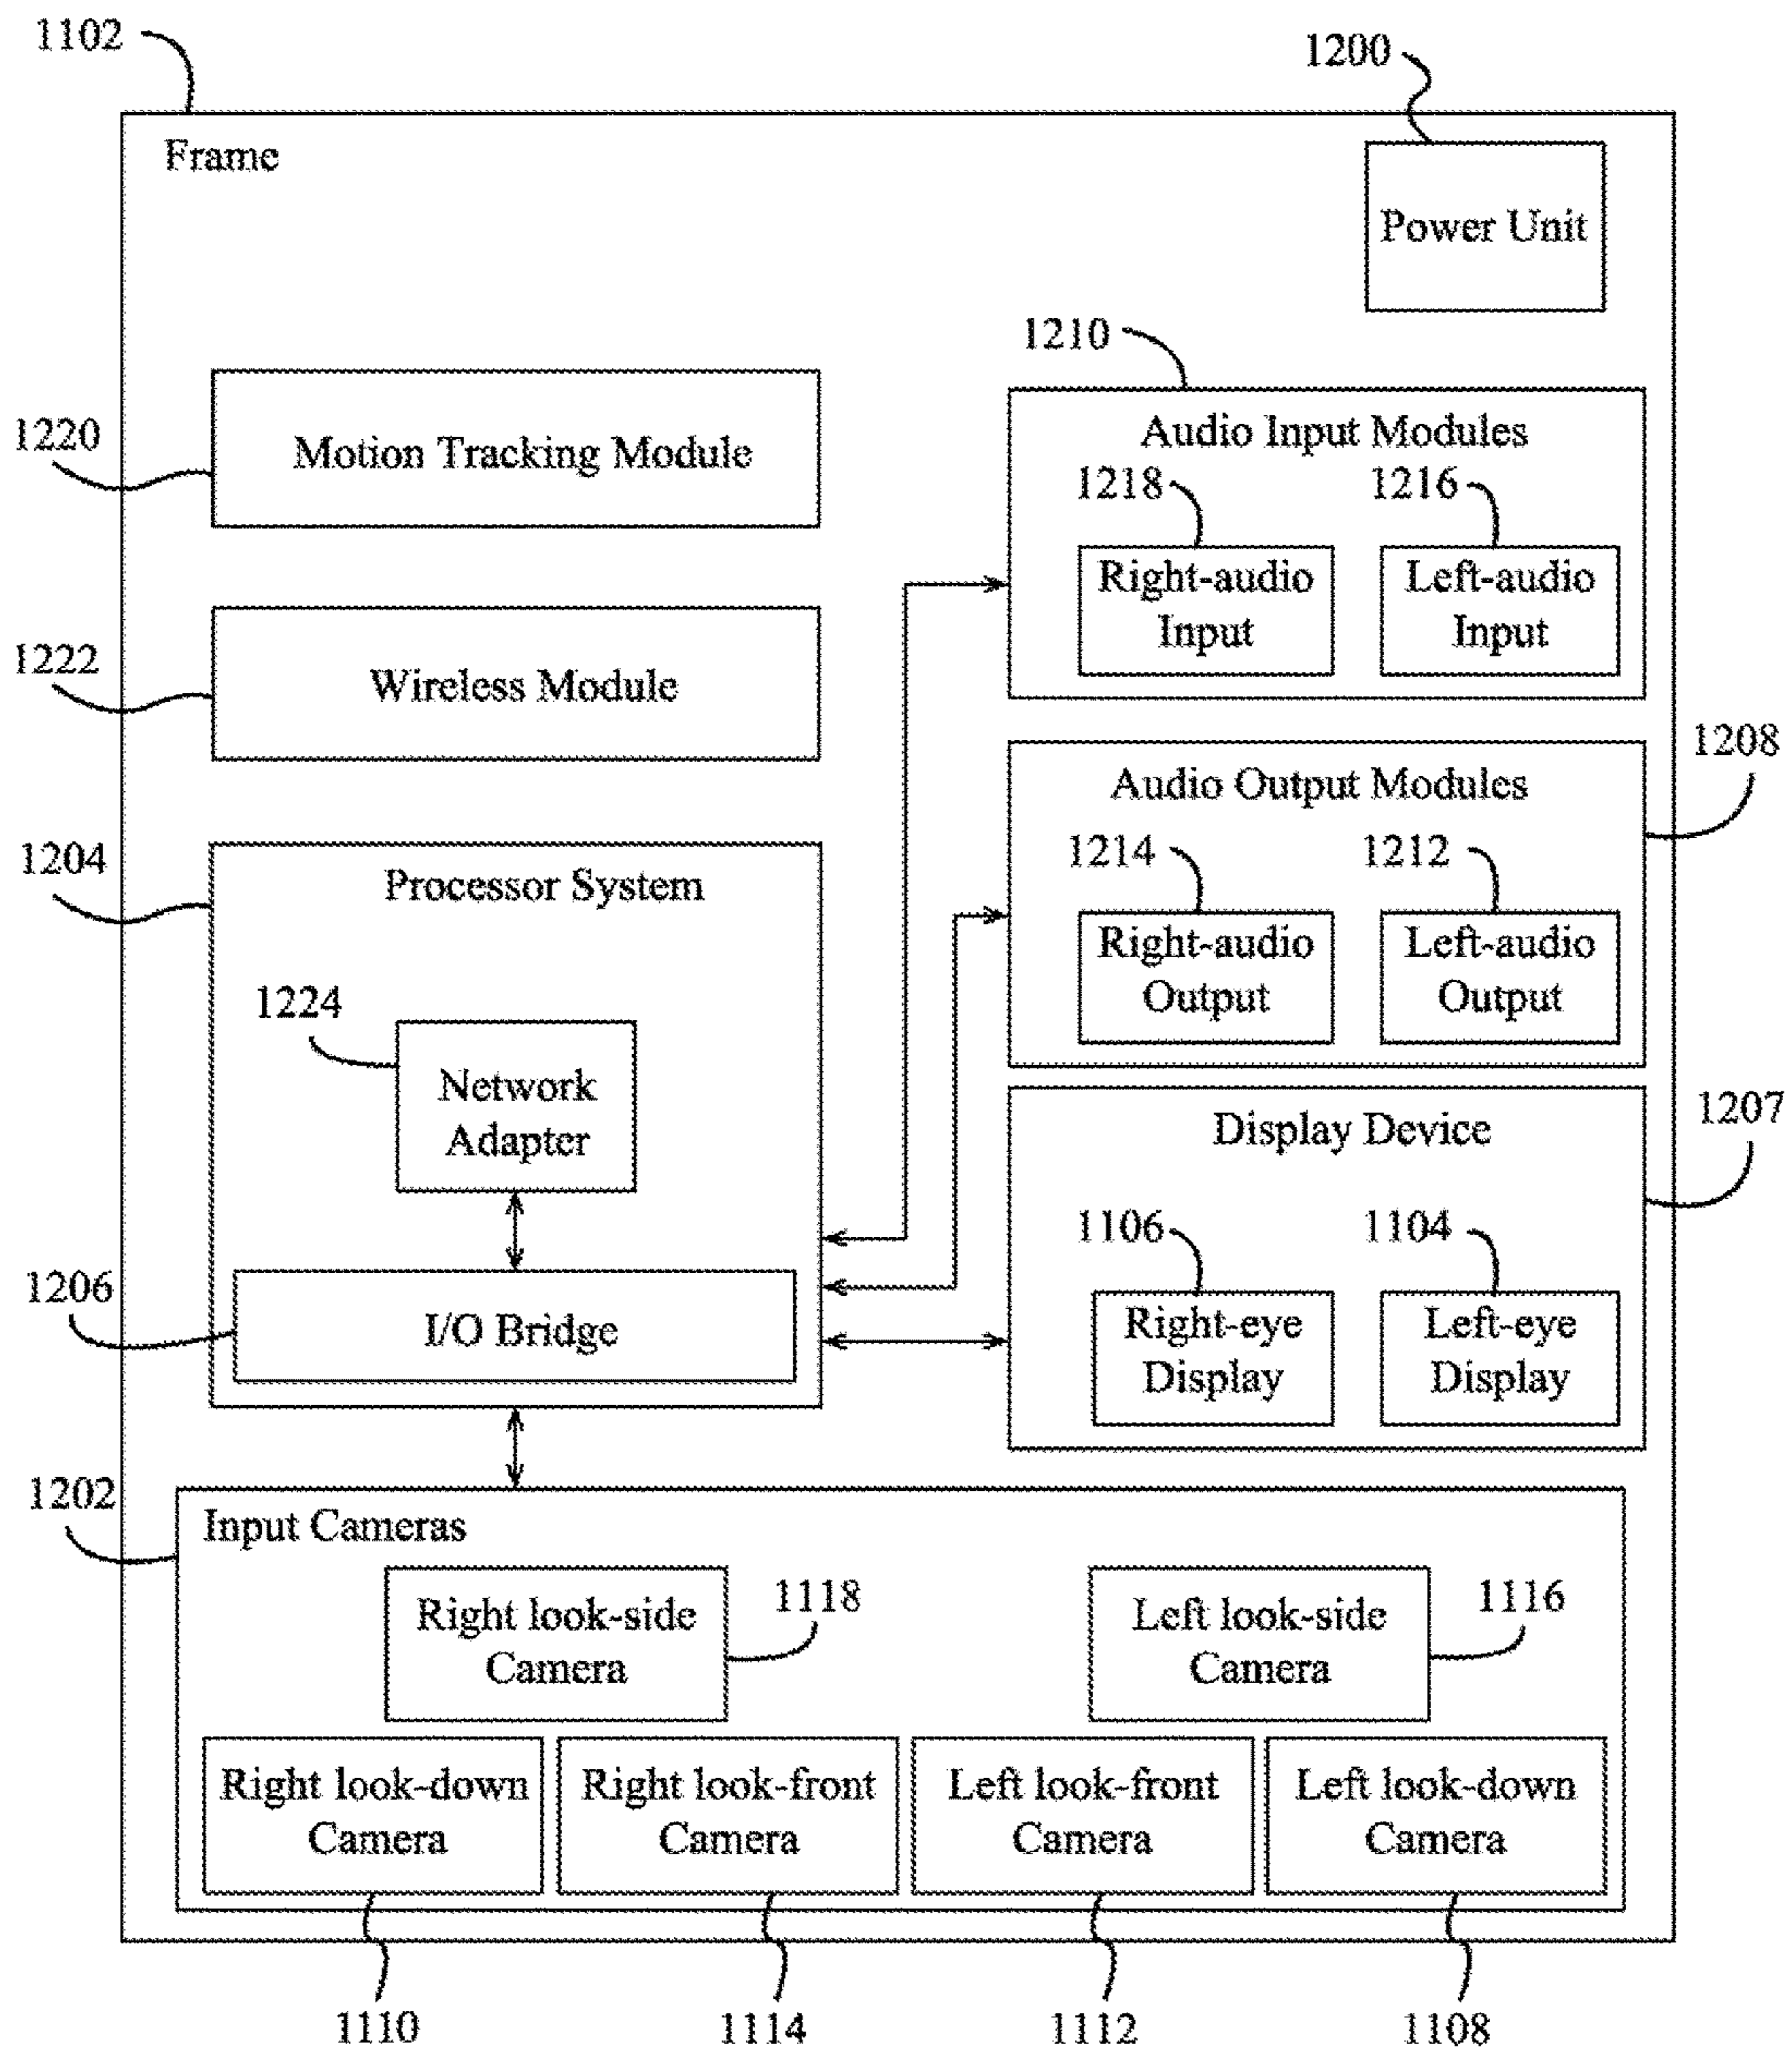 1102
1200
Frame
Power Unit
1210
1220
Motion Tracking Module
Audio Input Modules
1218
1216
Right-audio
Input
Left-audio
Input
1222
Wireless Module
1208
Audio Output Modules
1214
1212
Right-audio
Output
Left-audio
Output
1204
Processor System
1224
Network
Adapter
1207
Display Device
1106
1104
Right-eye
Display
Left-eye
Display
1206
I/O Bridge
1202
Input Cameras
Right look-side
Camera
1118
Left look-side
Camera
1116
Right look-down
Camera
Right look-front
Camera
Left look-front
Camera
Left look-down
Camera
1110
1114
1112
1108